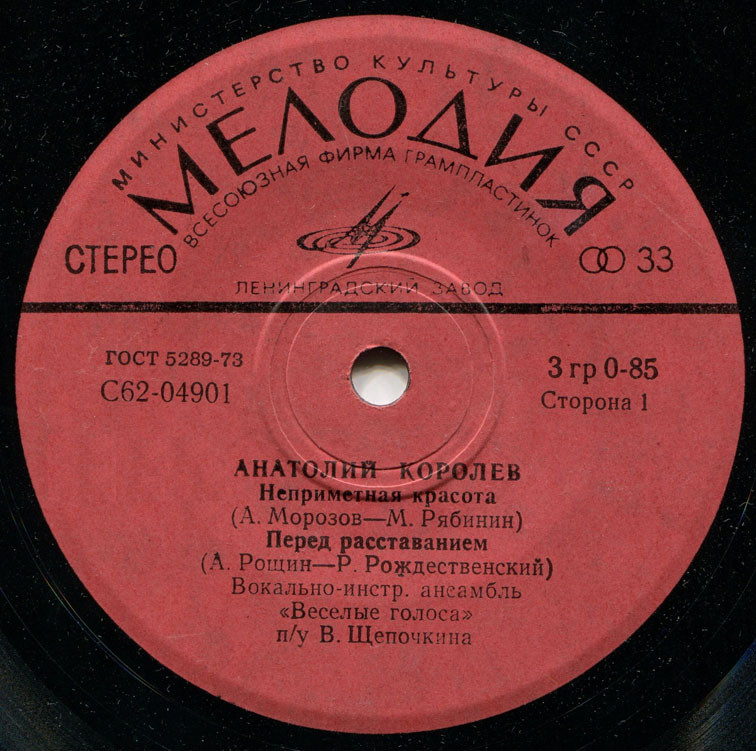 МИНИСТЕРСТВО КУЛЬТУРЫ СССР
МЕЛОДИЯ
ВСЕСОЮЗНАЯ ФИРМА ГРАМПЛАСТИНОК
СТЕРЕО
33
ЛЕНИНГРАДСКИЙ ЗАВОД
ГОСТ 5289-73
3 гр 0-85
С62-04901
Сторона 1
АНАТОЛИЙ КОРОЛЕВ
Неприметная красота
(А. Морозов—М. Рябинин)
Перед расставанием
(А. Рощин—Р. Рождественский)
Вокально-инстр. ансамбль
«Веселые голоса»
п/у В. Щепочкина